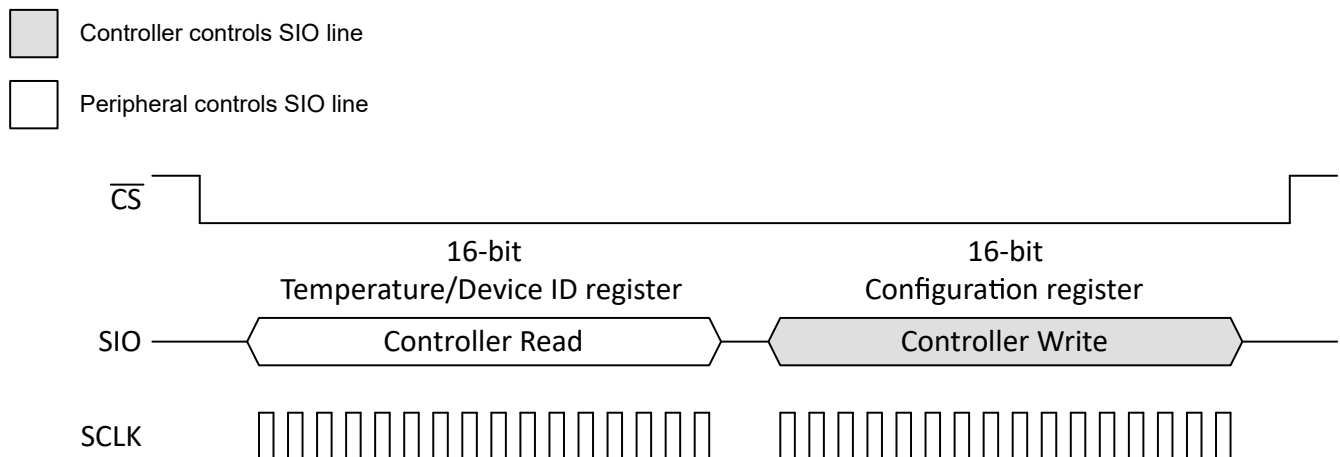 Controller controls SIO line
Peripheral controls SIO line
CS
16-bit
Temperature/Device ID register
16-bit
Configuration register
SIO
Controller Read
Controller Write
SCLK